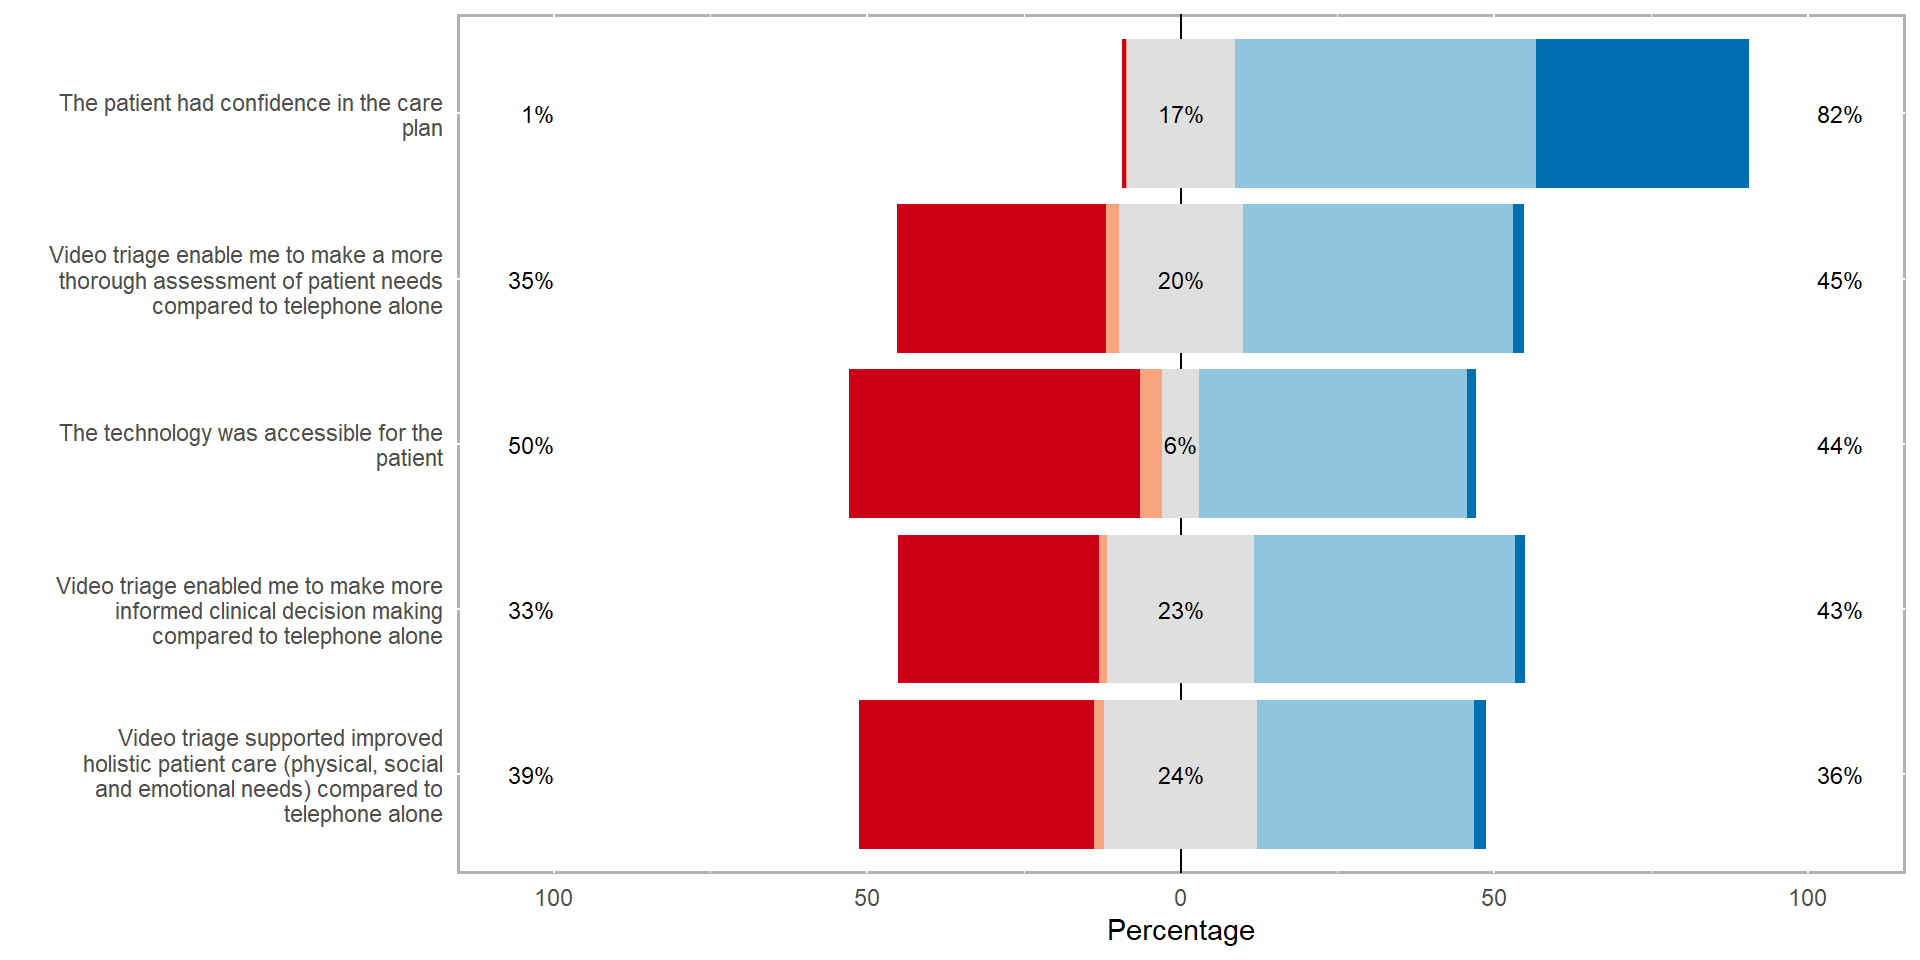 The patient had confidence in the care
plan
1%
17%
82%
Video triage enable me to make a more
thorough assessment of patient needs
compared to telephone alone
35%
20%
45%
The technology was accessible for the
patient
50%
6%
44%
Video triage enabled me to make more
informed clinical decision making
compared to telephone alone
33%
23%
43%
Video triage supported improved
holistic patient care (physical, social
and emotional needs) compared to
telephone alone
39%
24%
36%
100 50 0 50 100
Percentage